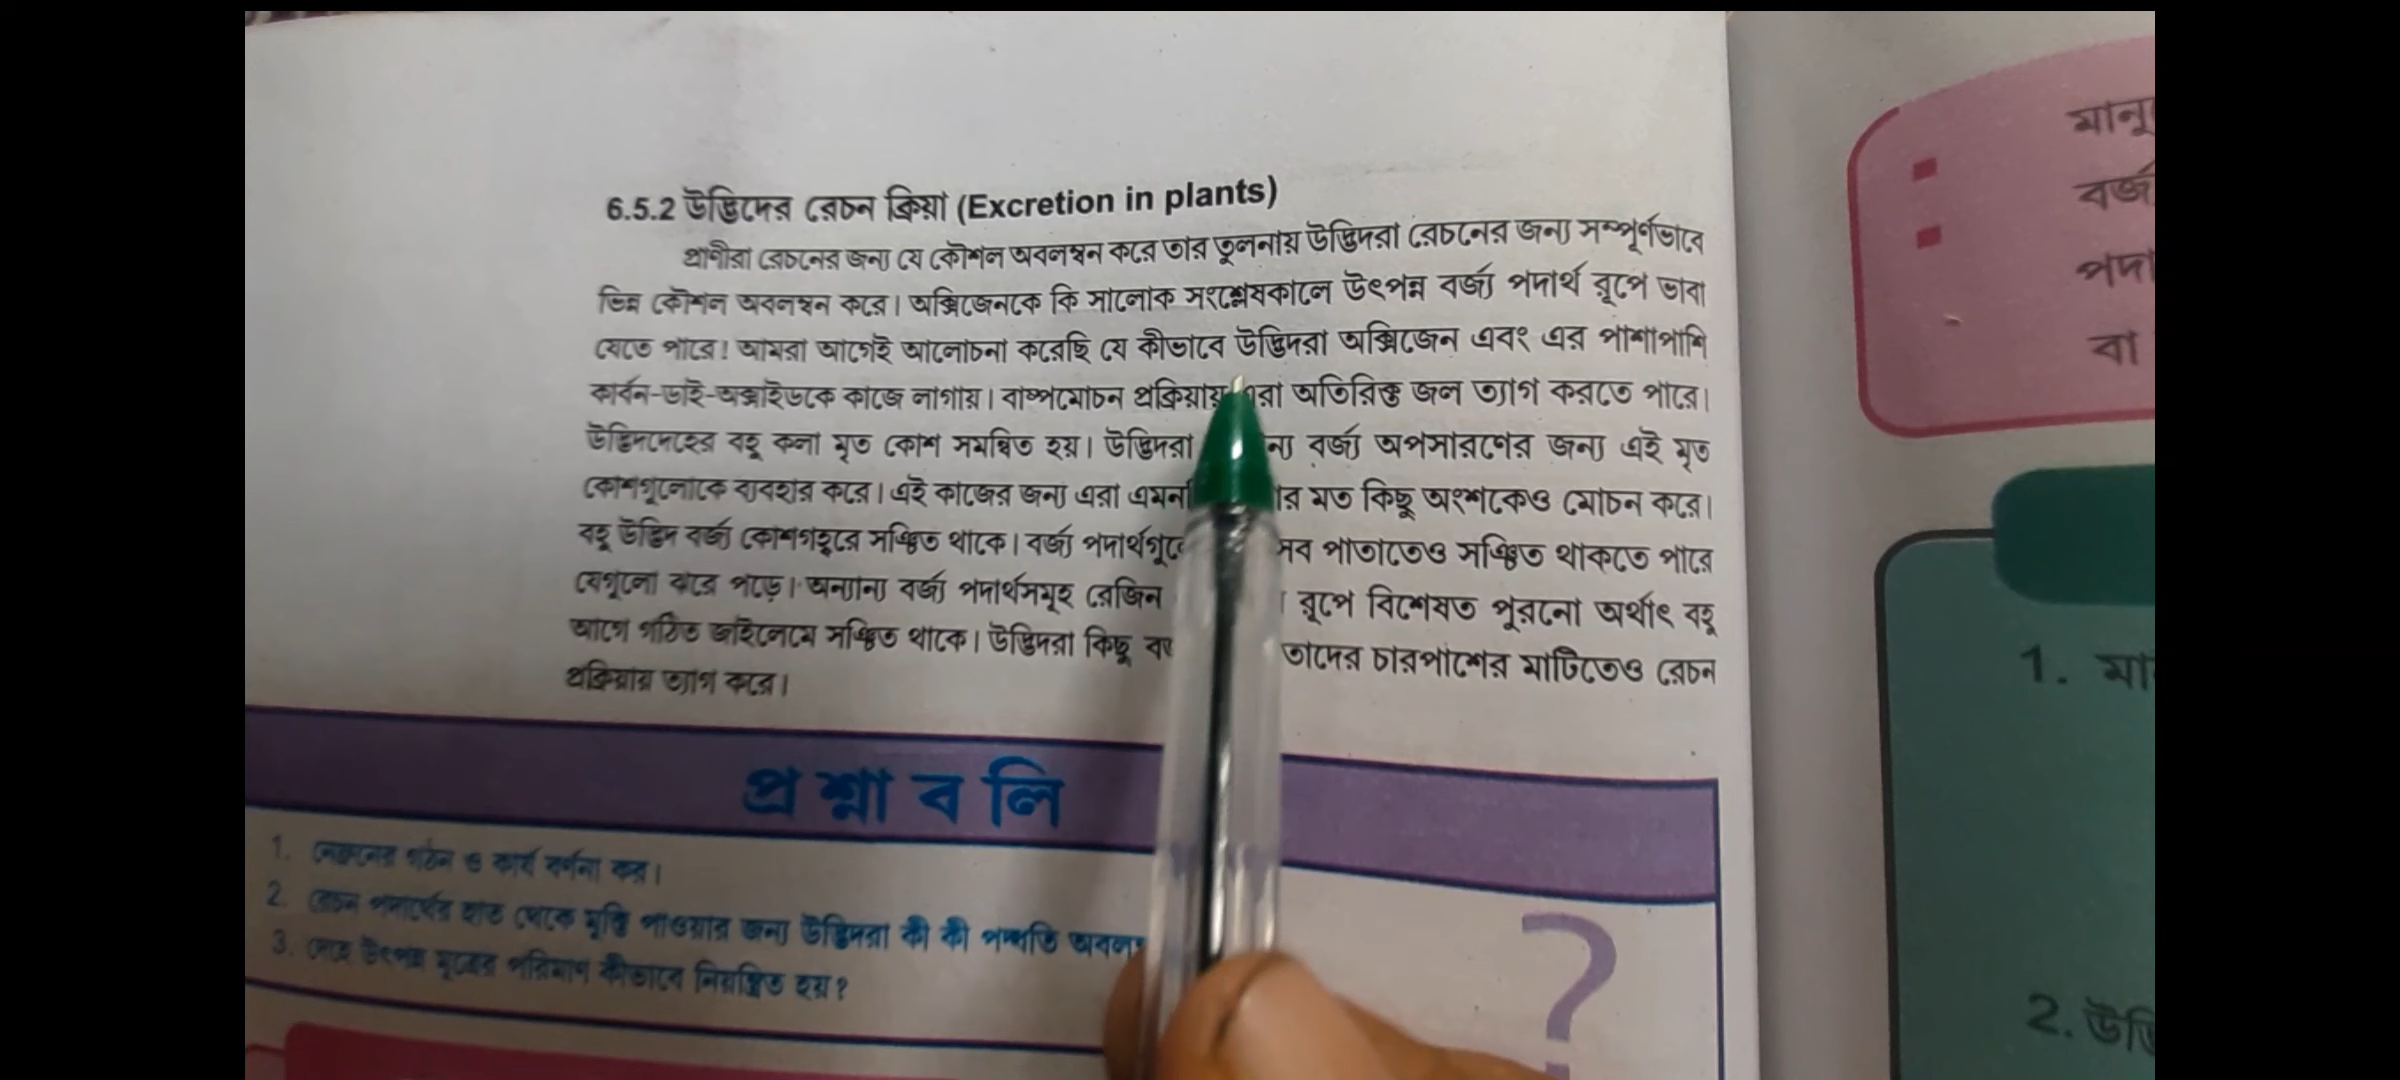 6.5.2 উদ্ভিদের রেচন ক্রিয়া (Excretion in plants)
প্রাণীরা রেচনের জন্য যে কৌশল অবলম্বন করে তার তুলনায় উদ্ভিদরা রেচনের জন্য সম্পূর্ণভাবে
ভিন্ন কৌশল অবলম্বন করে। অক্সিজেনকে কি সালোক সংশ্লেষকালে উৎপন্ন বর্জ্য পদার্থ রূপে ভাবা
যেতে পারে! আমরা আগেই আলোচনা করেছি যে কীভাবে উদ্ভিদরা অক্সিজেন এবং এর পাশাপাশি
কার্বন-ডাই-অক্সাইডকে কাজে লাগায়। বাষ্পমোচন প্রক্রিয়ায় এরা অতিরিক্ত জল ত্যাগ করতে পারে।
উদ্ভিদদেহের বহু কলা মৃত কোশ সমন্বিত হয়। উদ্ভিদরা বর্জ্য অপসারণের জন্য এই মৃত
কোশগুলোকে ব্যবহার করে। এই কাজের জন্য এরা মত কিছু অংশকেও মোচন করে।
বহু উদ্ভিদ বর্জ্য কোশগহ্বরে সঞ্চিত থাকে। বর্জ্য সব পাতাতেও সঞ্চিত থাকতে পারে
যেগুলো ঝরে পড়ে। অন্যান্য বর্জ্য পদার্থসমূহ রেজিন রূপে বিশেষত পুরনো অর্থাৎ বহু
আগে গঠিত জাইলেমে সঞ্চিত থাকে। উদ্ভিদরা কিছু তাদের চারপাশের মাটিতেও রেচন
প্রক্রিয়ায় ত্যাগ করে।
প্রশ্নাবলি
1. নেফ্রনের গঠন ও কার্য বর্ণনা কর।
2. রেচন পদার্থের হাত থেকে মুক্তি পাওয়ার জন্য উদ্ভিদরা কী কী পদ্ধতি
3. দেহে উৎপন্ন মূত্রের পরিমাণ কীভাবে নিয়ন্ত্রিত হয়?
?
বর্জ্য
বা
1. মা
2. উদ্ভি